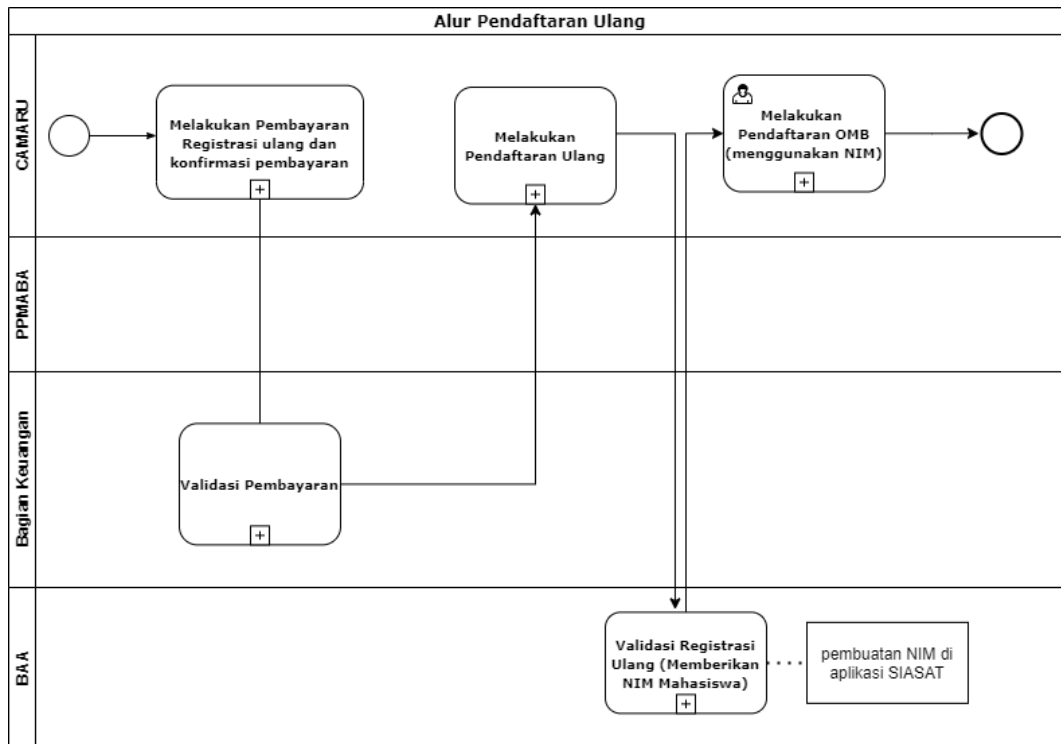 Alur Pendaftaran Ulang
CAMARU
Melakukan Pembayaran
Registrasi ulang dan
konfirmasi pembayaran
Melakukan
Pendaftaran Ulang
Melakukan
Pendaftaran OMB
(menggunakan NIM)
PPMABA
Bagian Keuangan
Validasi Pembayaran
BAA
Validasi Registrasi
Ulang (Memberikan
NIM Mahasiswa)
pembuatan NIM di
aplikasi SIASAT